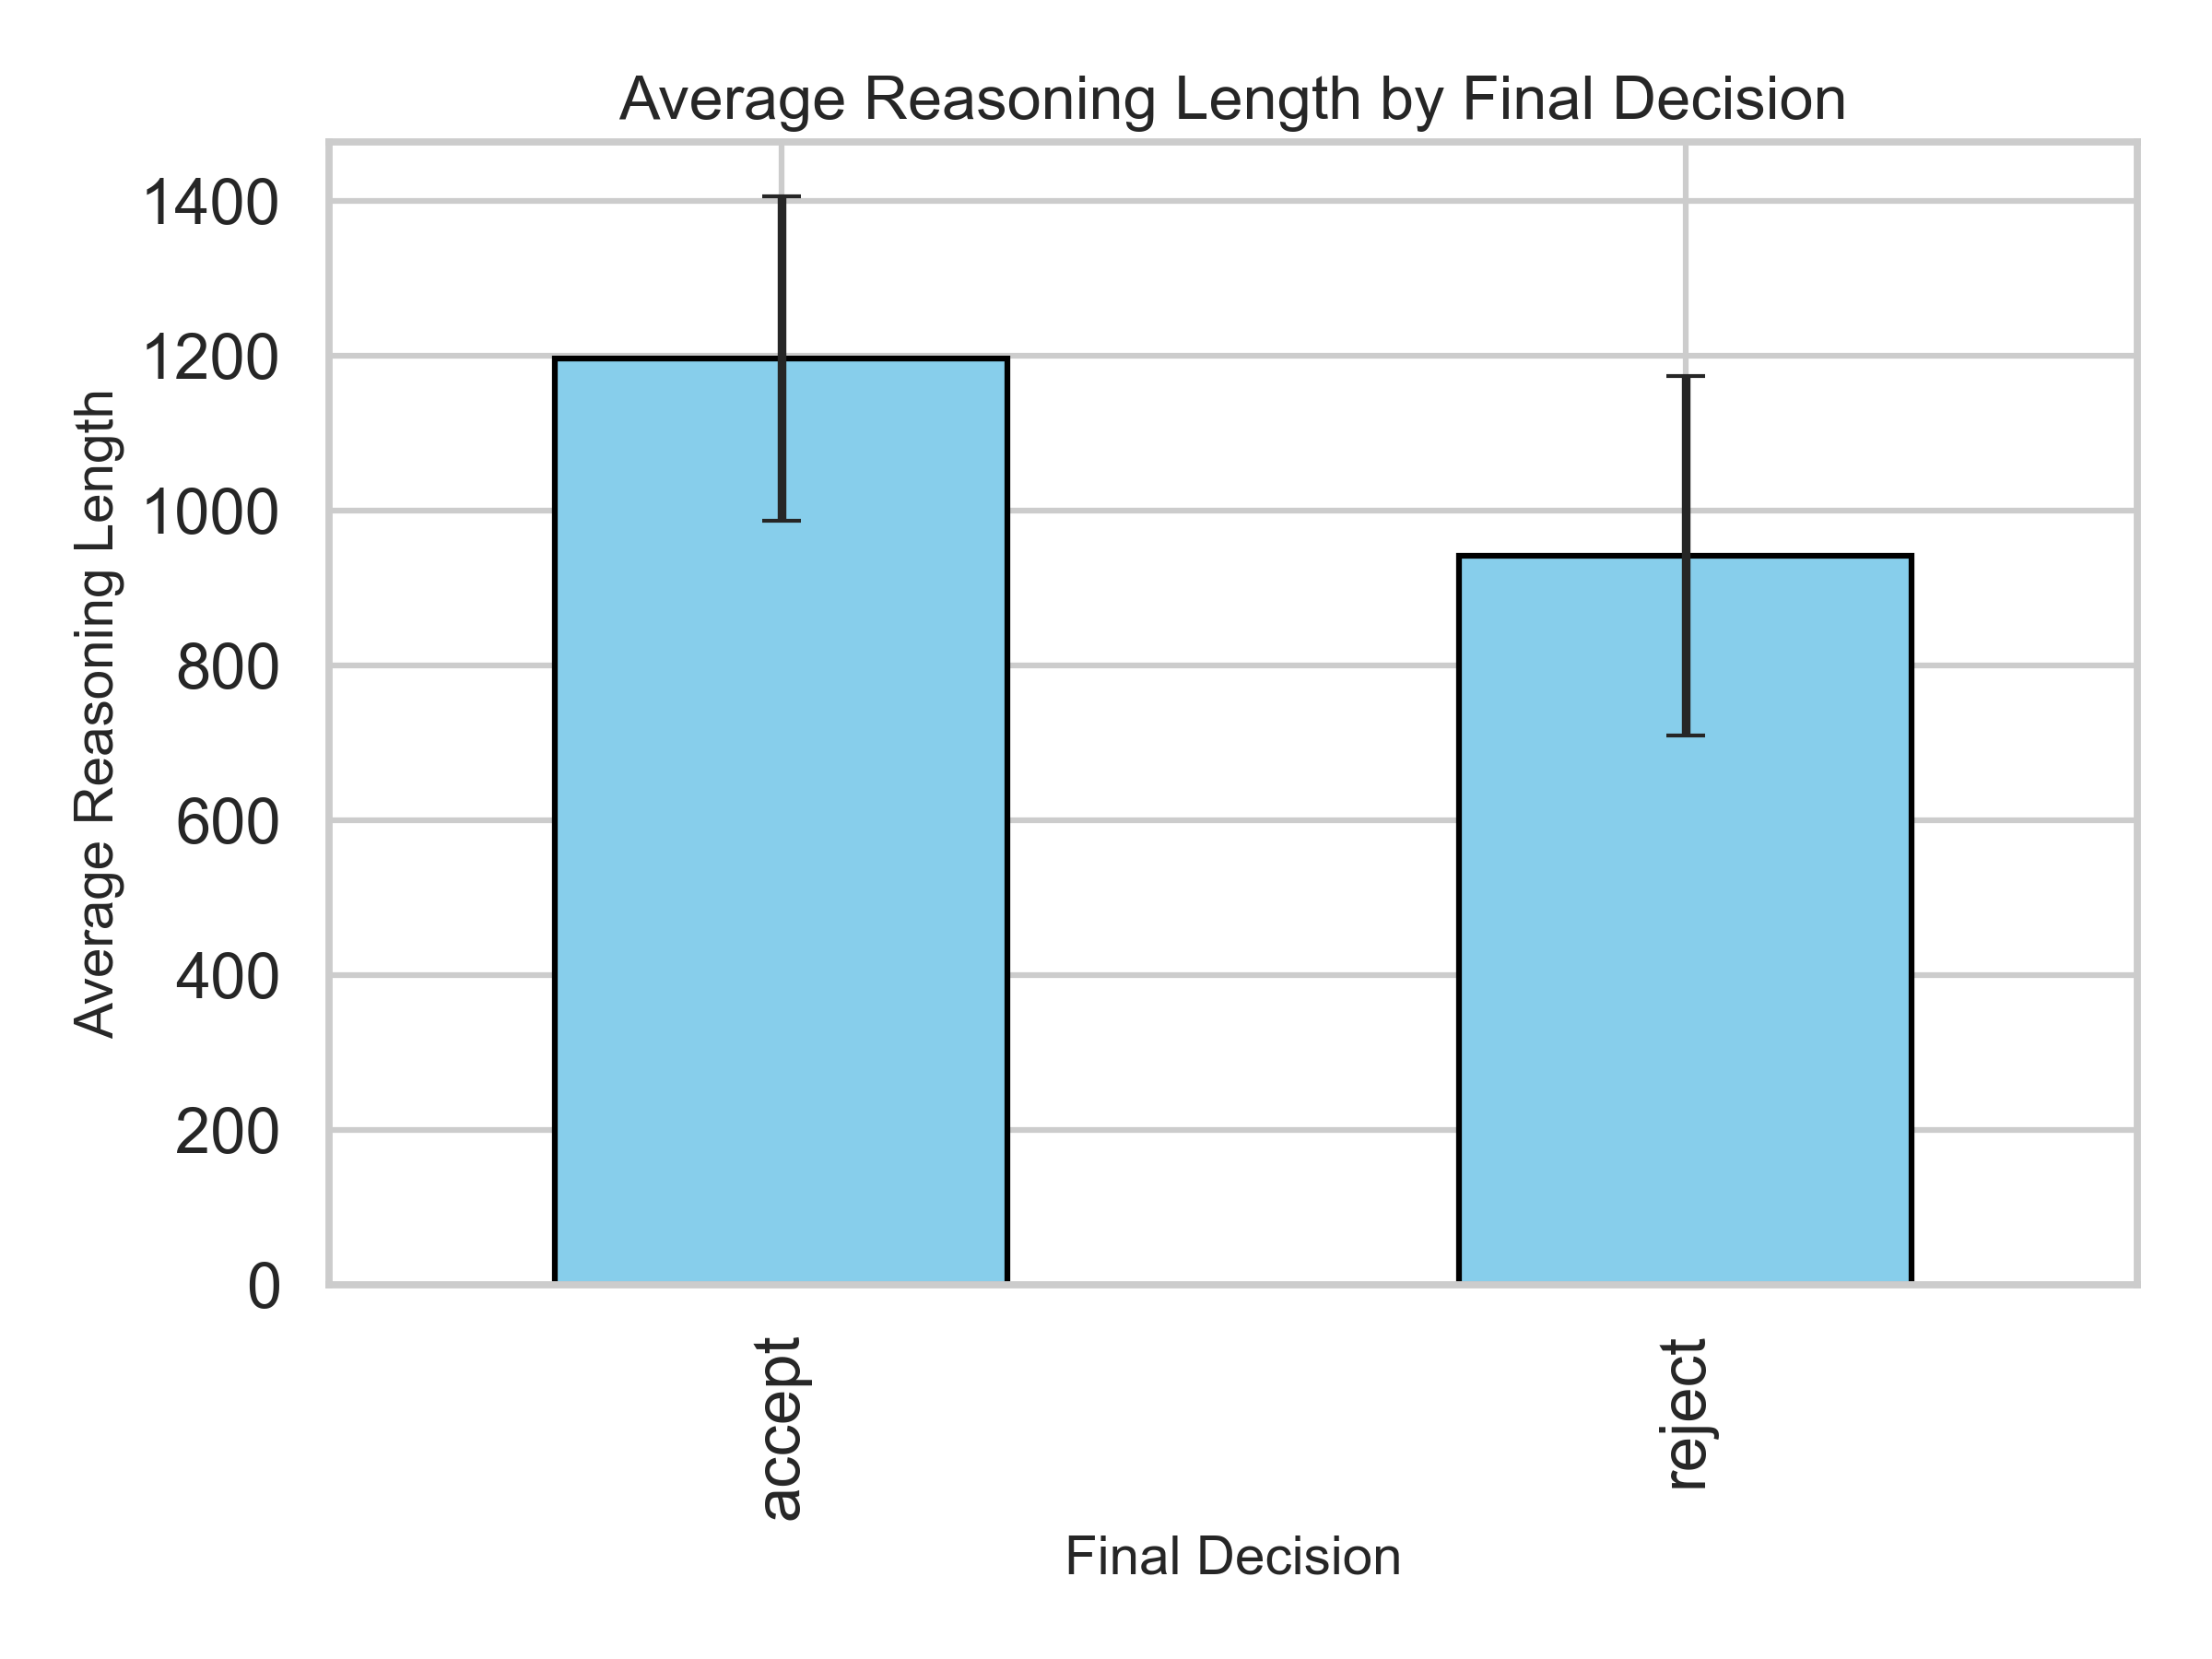 Average Reasoning Length by Final Decision
Average Reasoning Length
1400
1200
1000
800
600
400
200
0
accept
reject
Final Decision